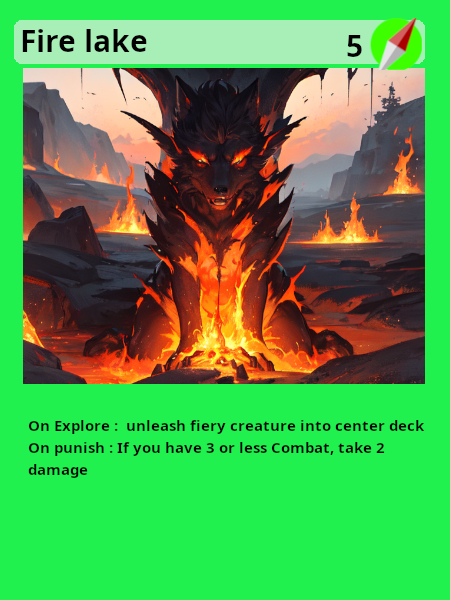 Fire lake 5
On Explore :  unleash fiery creature into center deck
On punish : If you have 3 or less Combat, take 2
damage